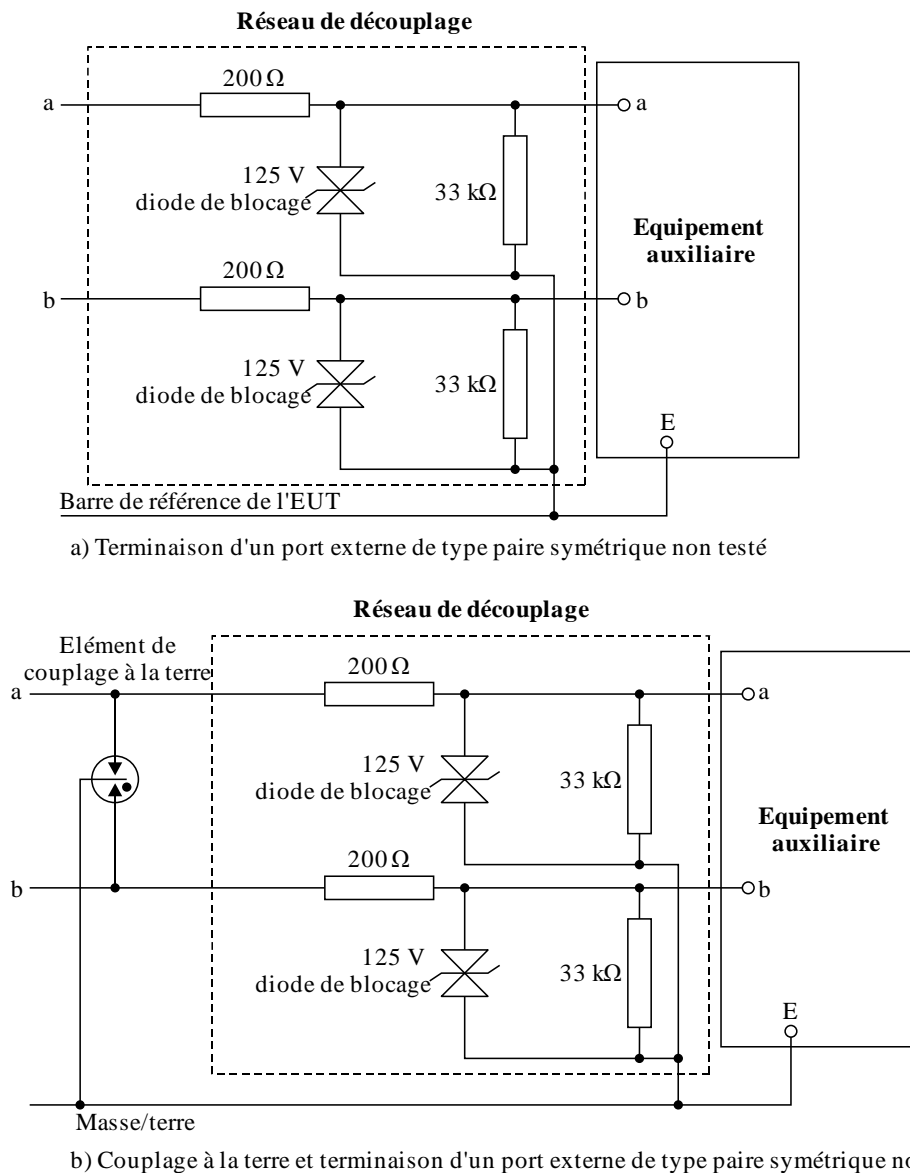 Réseau de découplage
200 Ω
a
a
125 V
diode de blocage
33 kΩ
Equipement
auxiliaire
200 Ω
b
b
125 V
diode de blocage
33 kΩ
E
Barre de référence de l'EUT
a) Terminaison d'un port externe de type paire symétrique non testé
Réseau de découplage
Elément de
couplage à la terre
200 Ω
a
a
125 V
diode de blocage
33 kΩ
Equipement
auxiliaire
200 Ω
b
b
125 V
diode de blocage
33 kΩ
E
Masse/terre
b) Couplage à la terre et terminaison d'un port externe de type paire symétrique